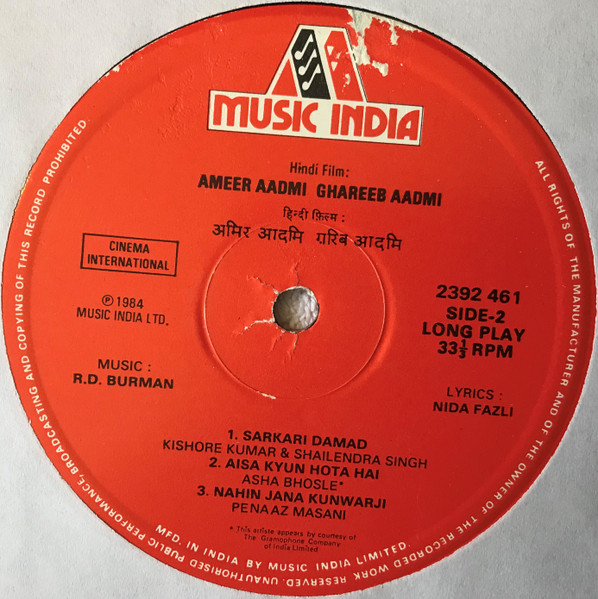 MUSIC INDIA
Hindi Film:
AMEER AADMI GHAREEB AADMI
हिन्दी फ़िल्म :
अमिर आदमि ग़रिब आदमि
CINEMA
INTERNATIONAL
℗ 1984
MUSIC INDIA LTD.
2392 461
SIDE-2
LONG PLAY
33⅓ RPM
MUSIC :
R.D. BURMAN
LYRICS :
NIDA FAZLI
1. SARKARI DAMAD
KISHORE KUMAR & SHAILENDRA SINGH
2. AISA KYUN HOTA HAI
ASHA BHOSLE*
3. NAHIN JANA KUNWARJI
PENAAZ MASANI
* This artiste appears by courtesy of
The Gramophone Company
of India Limited
MFD. IN INDIA BY MUSIC INDIA LIMITED.
ALL RIGHTS OF THE MANUFACTURER AND OF THE OWNER OF THE RECORDED WORK RESERVED. UNAUTHORISED PUBLIC PERFORMANCE, BROADCASTING AND COPYING OF THIS RECORD PROHIBITED